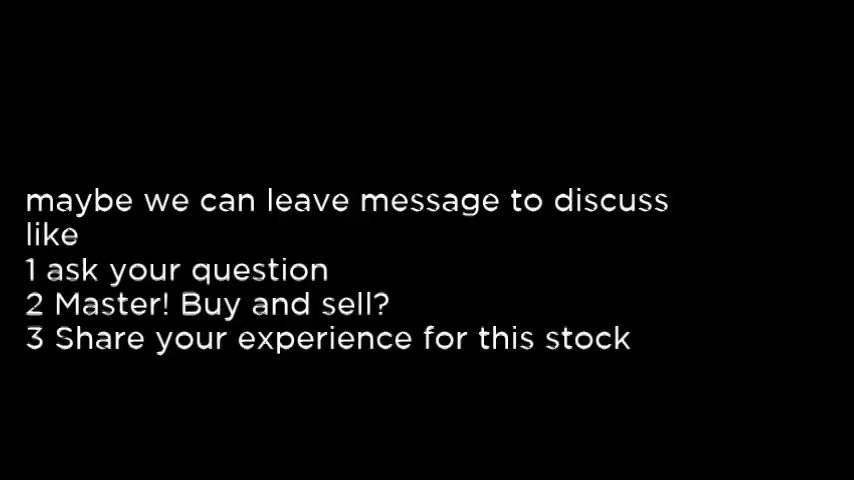 maybe we can leave message to discuss
like
1 ask your question
2 Master! Buy and sell?
3 Share your experience for this stock